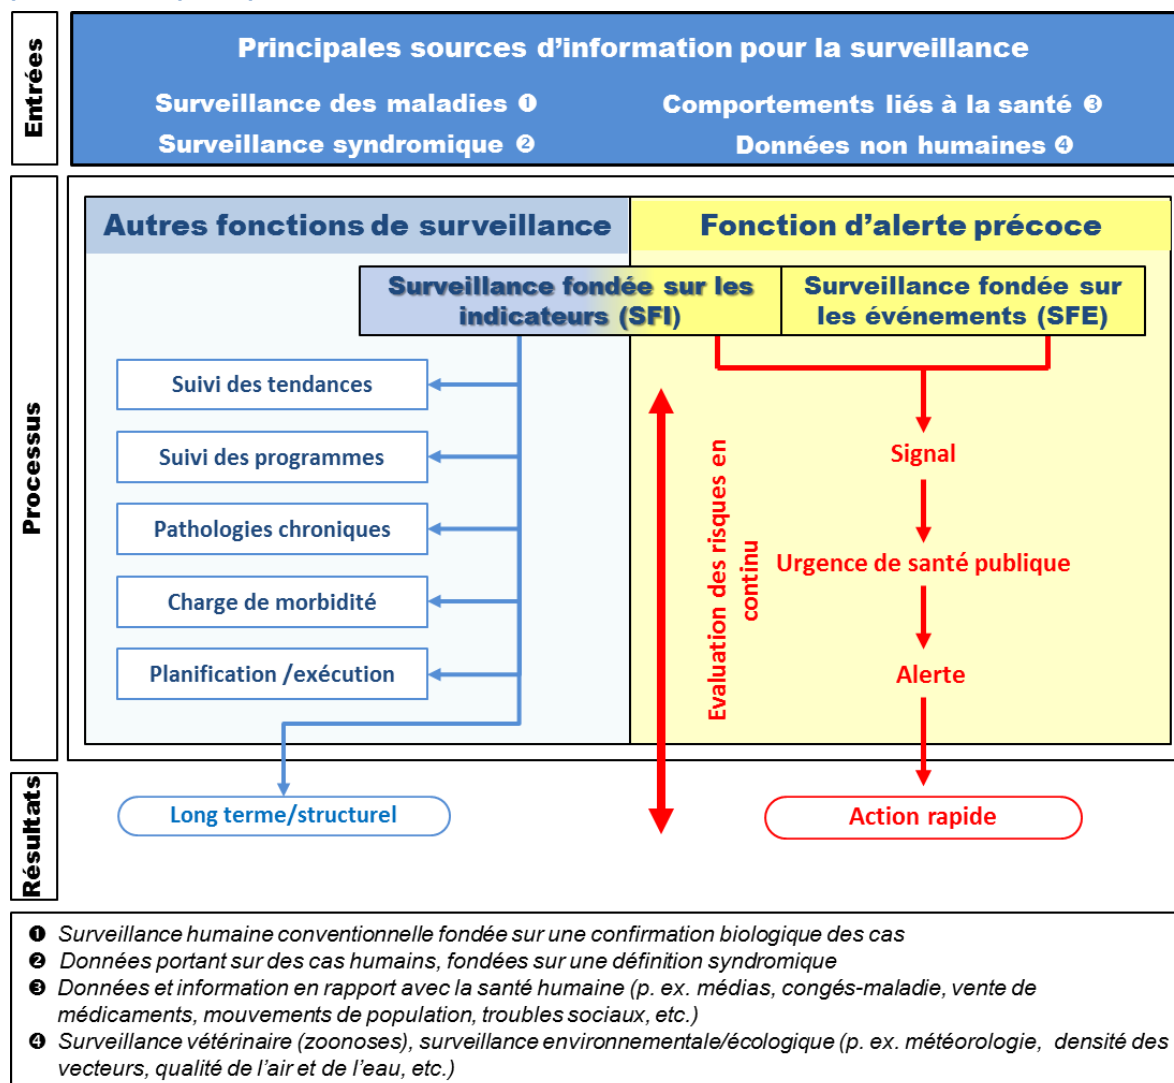 Entrées
Principales sources d’information pour la surveillance
Surveillance des maladies ❶
Comportements liés à la santé ❸
Surveillance syndromique ❷
Données non humaines ❹
Processus
Autres fonctions de surveillance
Fonction d’alerte précoce
Surveillance fondée sur les
indicateurs (SFI)
Surveillance fondée sur
les événements (SFE)
Suivi des tendances
Suivi des programmes
Pathologies chroniques
Charge de morbidité
Planification /exécution
Evaluation des risques en
continu
Signal
Urgence de santé publique
Alerte
Résultats
Long terme/structurel
Action rapide
❶ Surveillance humaine conventionnelle fondée sur une confirmation biologique des cas
❷ Données portant sur des cas humains, fondées sur une définition syndromique
❸ Données et information en rapport avec la santé humaine (p. ex. médias, congés-maladie, vente de
médicaments, mouvements de population, troubles sociaux, etc.)
❹ Surveillance vétérinaire (zoonoses), surveillance environnementale/écologique (p. ex. météorologie, densité des
vecteurs, qualité de l’air et de l’eau, etc.)